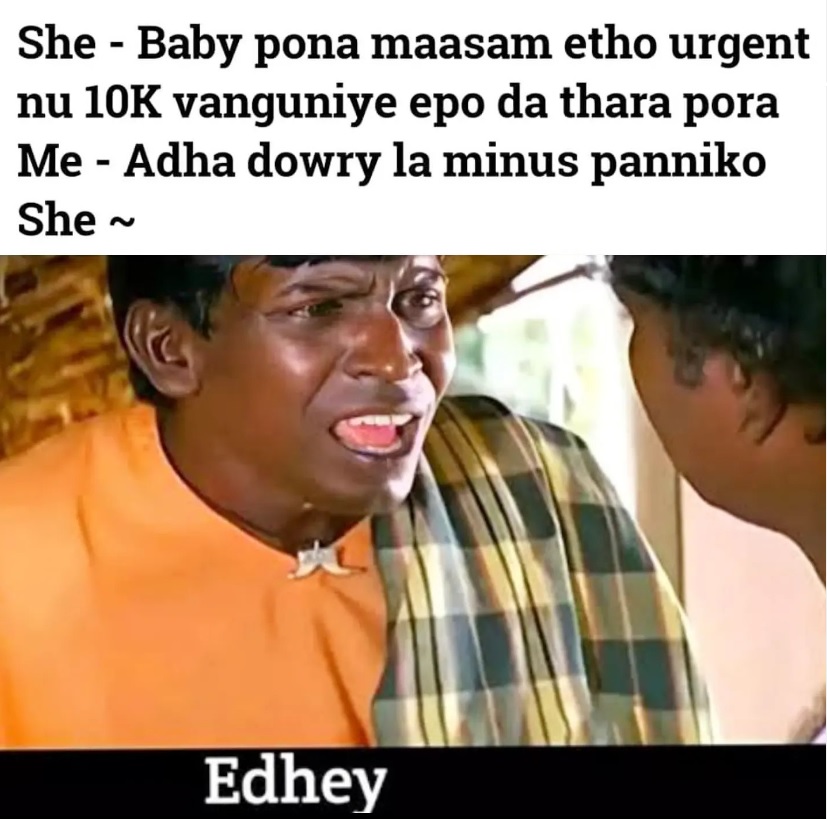 She - Baby pona maasam etho urgent
nu 10K vanguniye epo da thara pora
Me - Adha dowry la minus panniko
She ~
Edhey